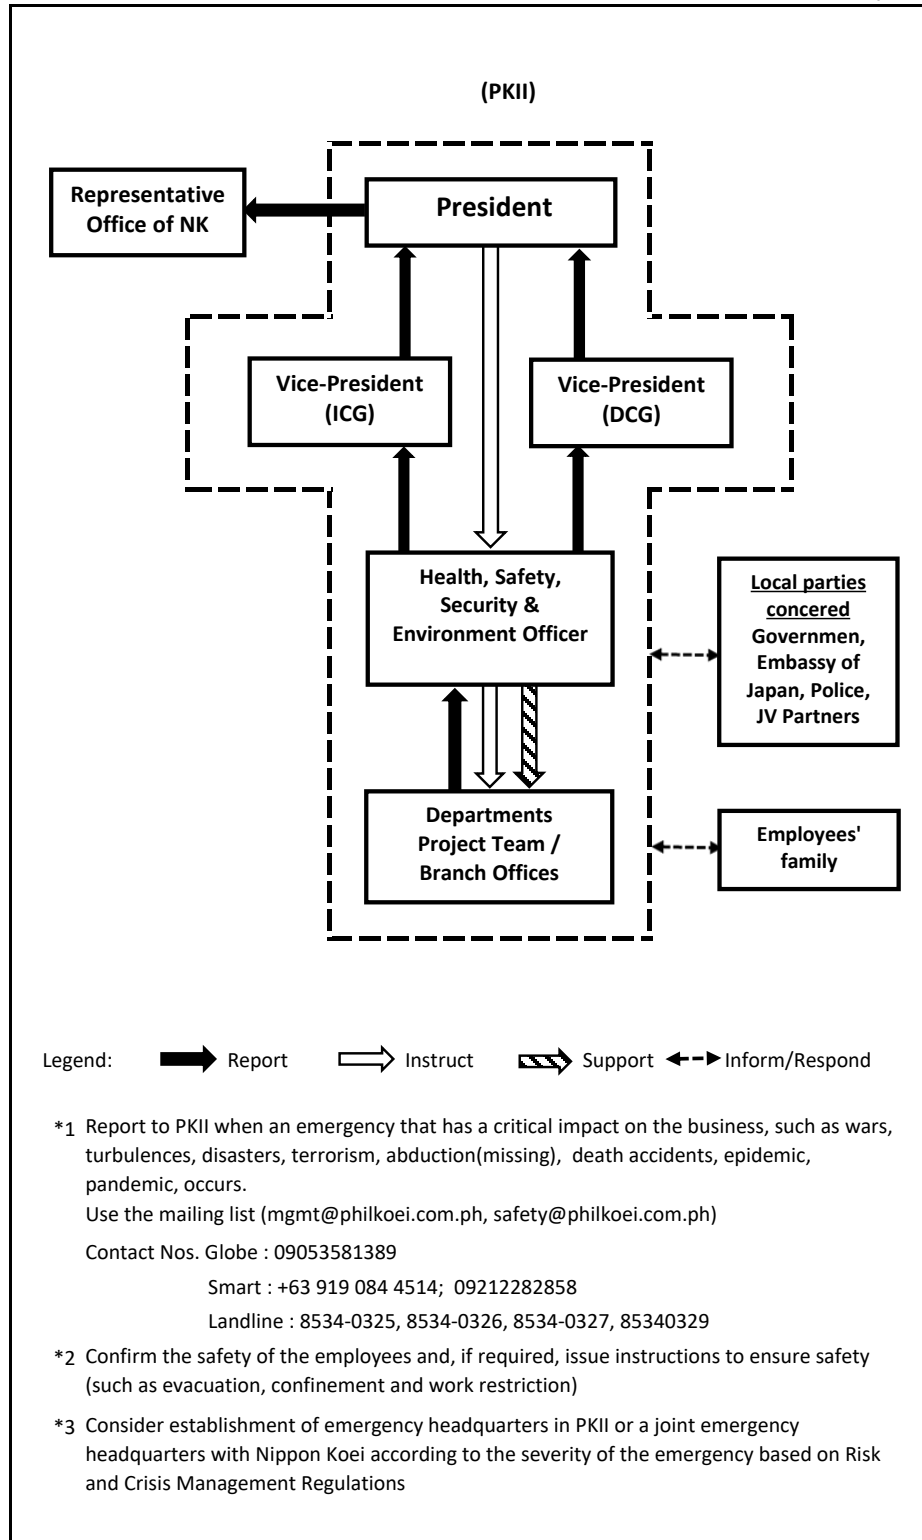 (PKII)
Representative
Office of NK
President
Vice-President
(ICG)
Vice-President
(DCG)
Health, Safety,
Security &
Environment Officer
Local parties
concered
Governmen,
Embassy of
Japan, Police,
JV Partners
Departments
Project Team /
Branch Offices
Employees'
family
Legend: Report Instruct Support Inform/Respond
*1 Report to PKII when an emergency that has a critical impact on the business, such as wars,
turbulences, disasters, terrorism, abduction(missing), death accidents, epidemic,
pandemic, occurs.
Use the mailing list (mgmt@philkoei.com.ph, safety@philkoei.com.ph)
Contact Nos. Globe : 09053581389
Smart : +63 919 084 4514; 09212282858
Landline : 8534-0325, 8534-0326, 8534-0327, 85340329
*2 Confirm the safety of the employees and, if required, issue instructions to ensure safety
(such as evacuation, confinement and work restriction)
*3 Consider establishment of emergency headquarters in PKII or a joint emergency
headquarters with Nippon Koei according to the severity of the emergency based on Risk
and Crisis Management Regulations